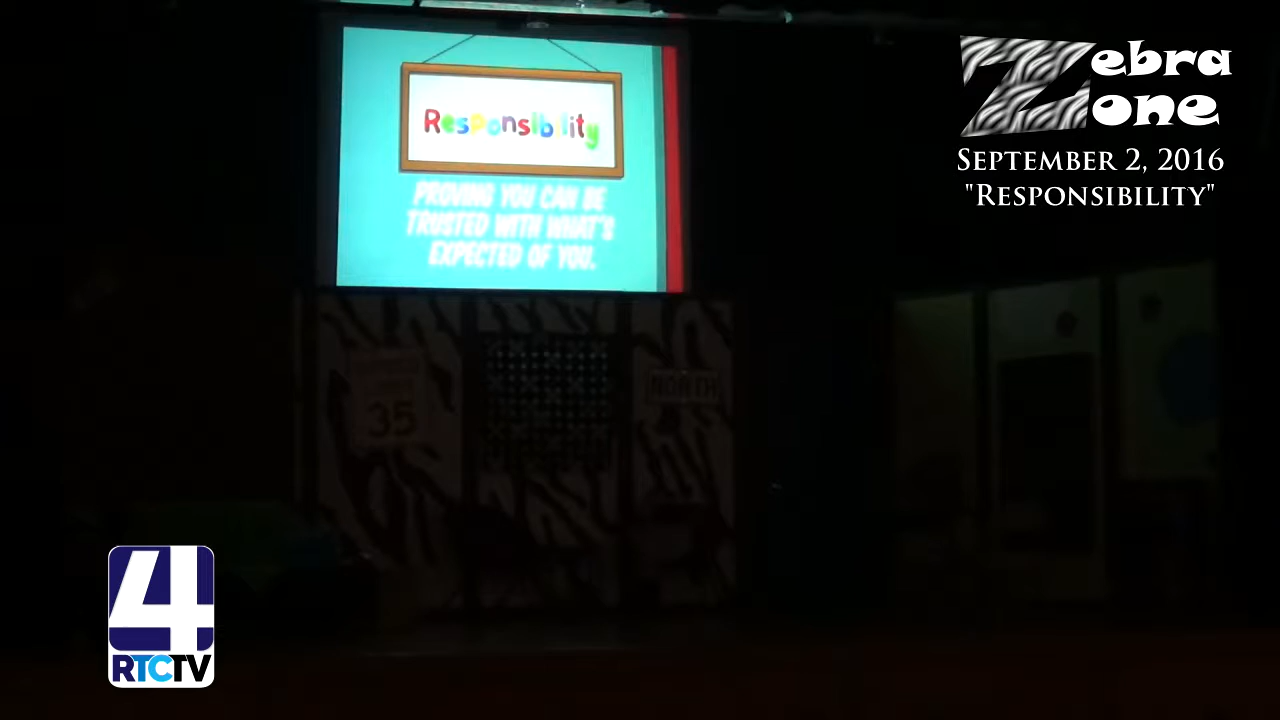 Responsibility
PROVING YOU CAN BE
TRUSTED WITH WHAT'S
EXPECTED OF YOU.
Zebra
Zone
SEPTEMBER 2, 2016
"RESPONSIBILITY"
35
NORTH
4
RTCTV